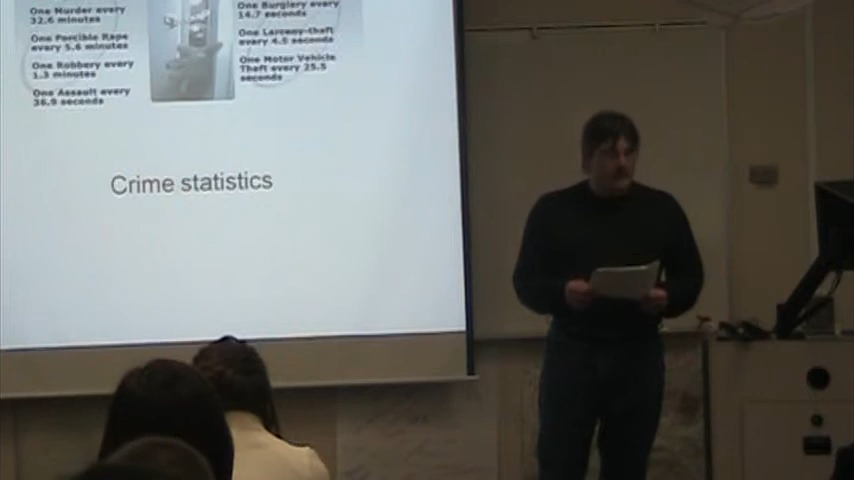 One Murder every
32.6 minutes
One Forcible Rape
every 5.6 minutes
One Robbery every
1.3 minutes
One Assault every
36.9 seconds
One Burglary every
14.7 seconds
One Larceny-theft
every 4.5 seconds
One Motor Vehicle
Theft every 25.5
seconds
Crime statistics